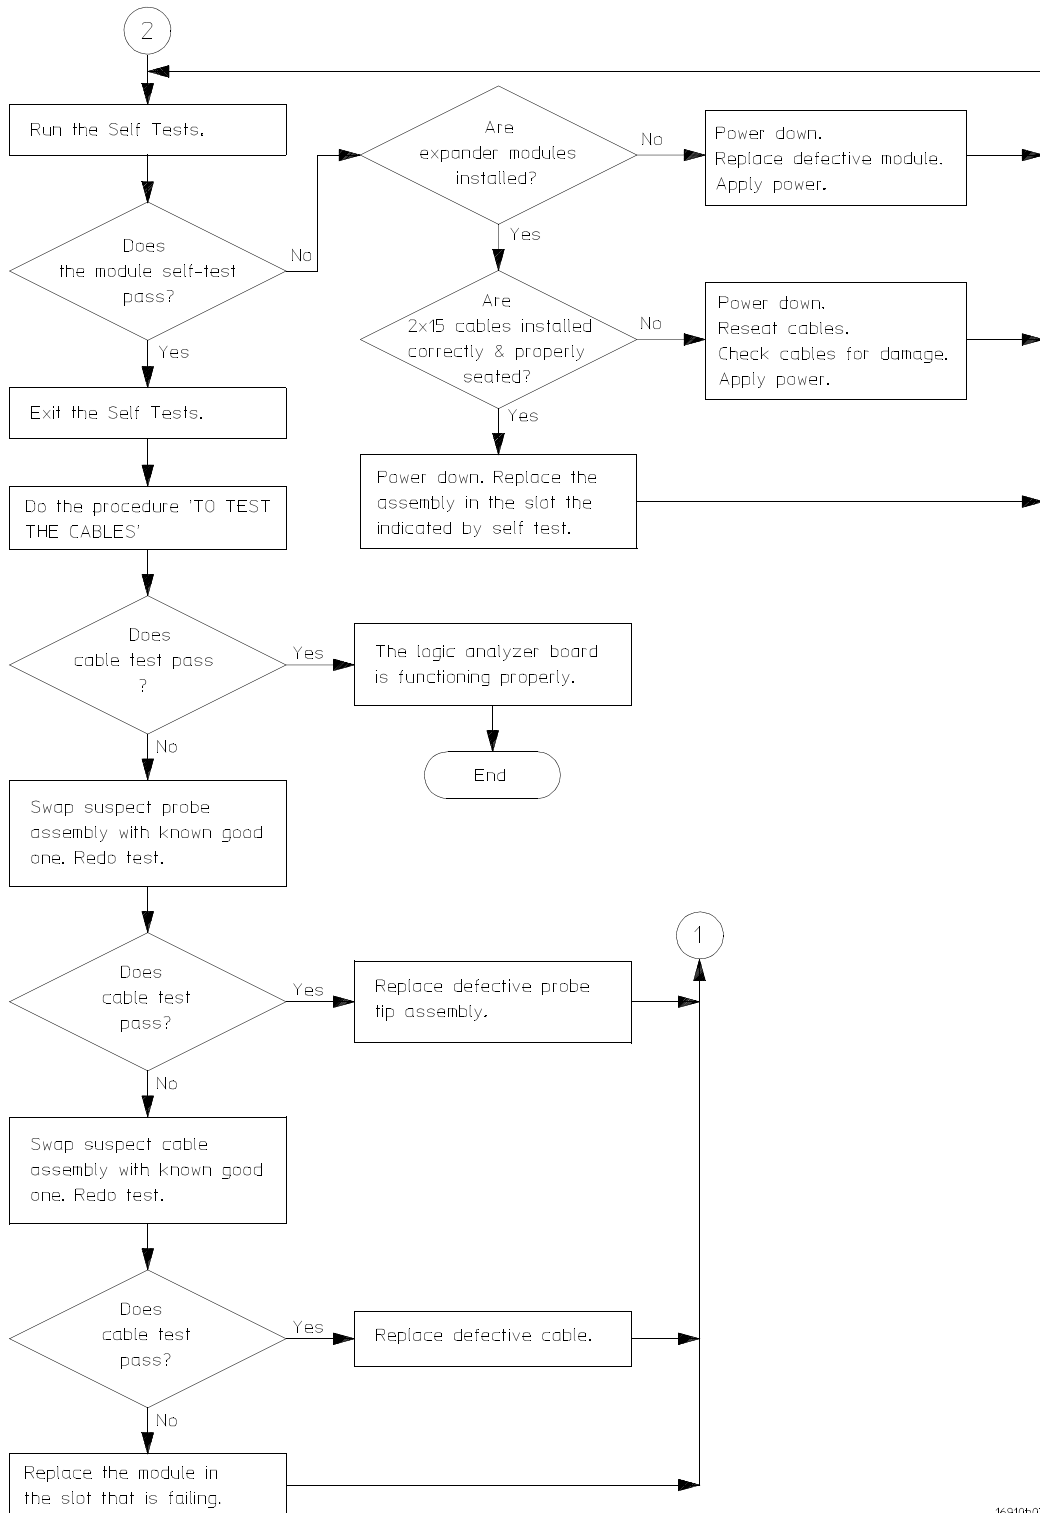 2
Run the Self Tests.
Does
the module self-test
pass?
No
Yes
Exit the Self Tests.
Do the procedure 'TO TEST
THE CABLES'
Does
cable test pass
?
Yes
No
Swap suspect probe
assembly with known good
one. Redo test.
Does
cable test
pass?
Yes
No
Swap suspect cable
assembly with known good
one. Redo test.
Does
cable test
pass?
Yes
No
Replace the module in
the slot that is failing.
Are
expander modules
installed?
No
Yes
Power down.
Replace defective module.
Apply power.
Are
2x15 cables installed
correctly & properly
seated?
No
Yes
Power down.
Reseat cables.
Check cables for damage.
Apply power.
Power down. Replace the
assembly in the slot the
indicated by self test.
The logic analyzer board
is functioning properly.
End
1
Replace defective probe
tip assembly.
Replace defective cable.